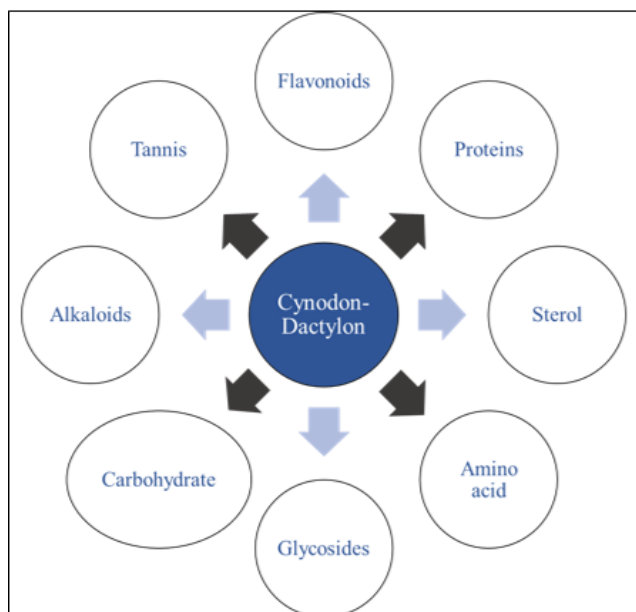 Flavonoids
Tannis
Proteins
Alkaloids
Cynodon-
Dactylon
Sterol
Carbohydrate
Amino
acid
Glycosides